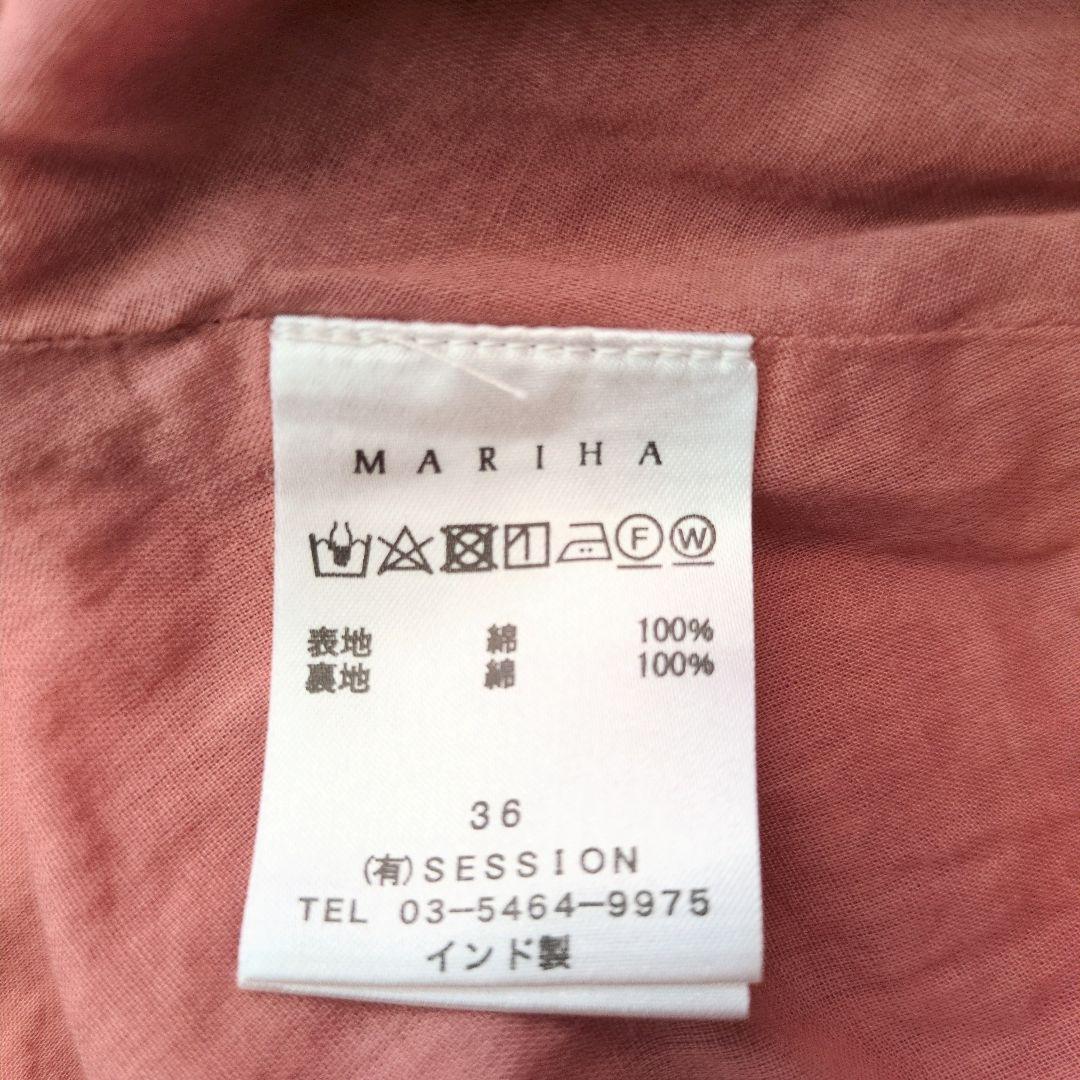 MARIHA
F W
表地 綿 100%
裏地 綿 100%
36
(有)SESSION
TEL 03-5464-9975
インド製